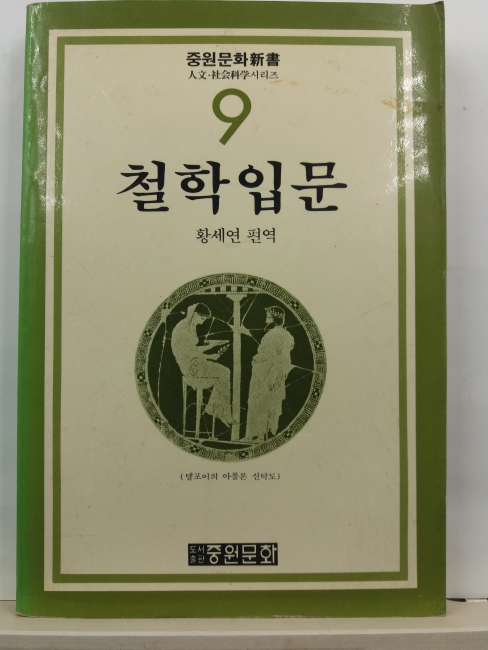 중원문화新書
人文·社会科学시리즈
9
철학입문
황세연 편역
(델포이의 아폴론 신탁도)
도서
출판 중원문화